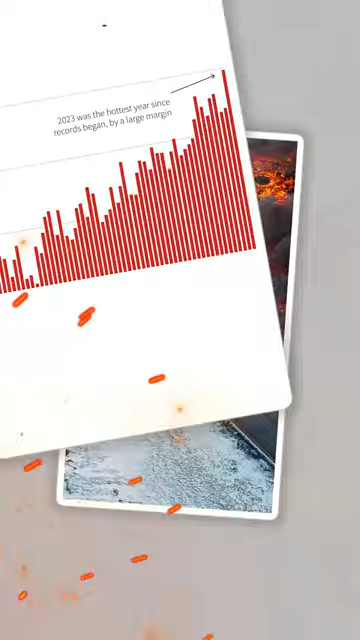 2023 was the hottest year since
records began, by a large margin